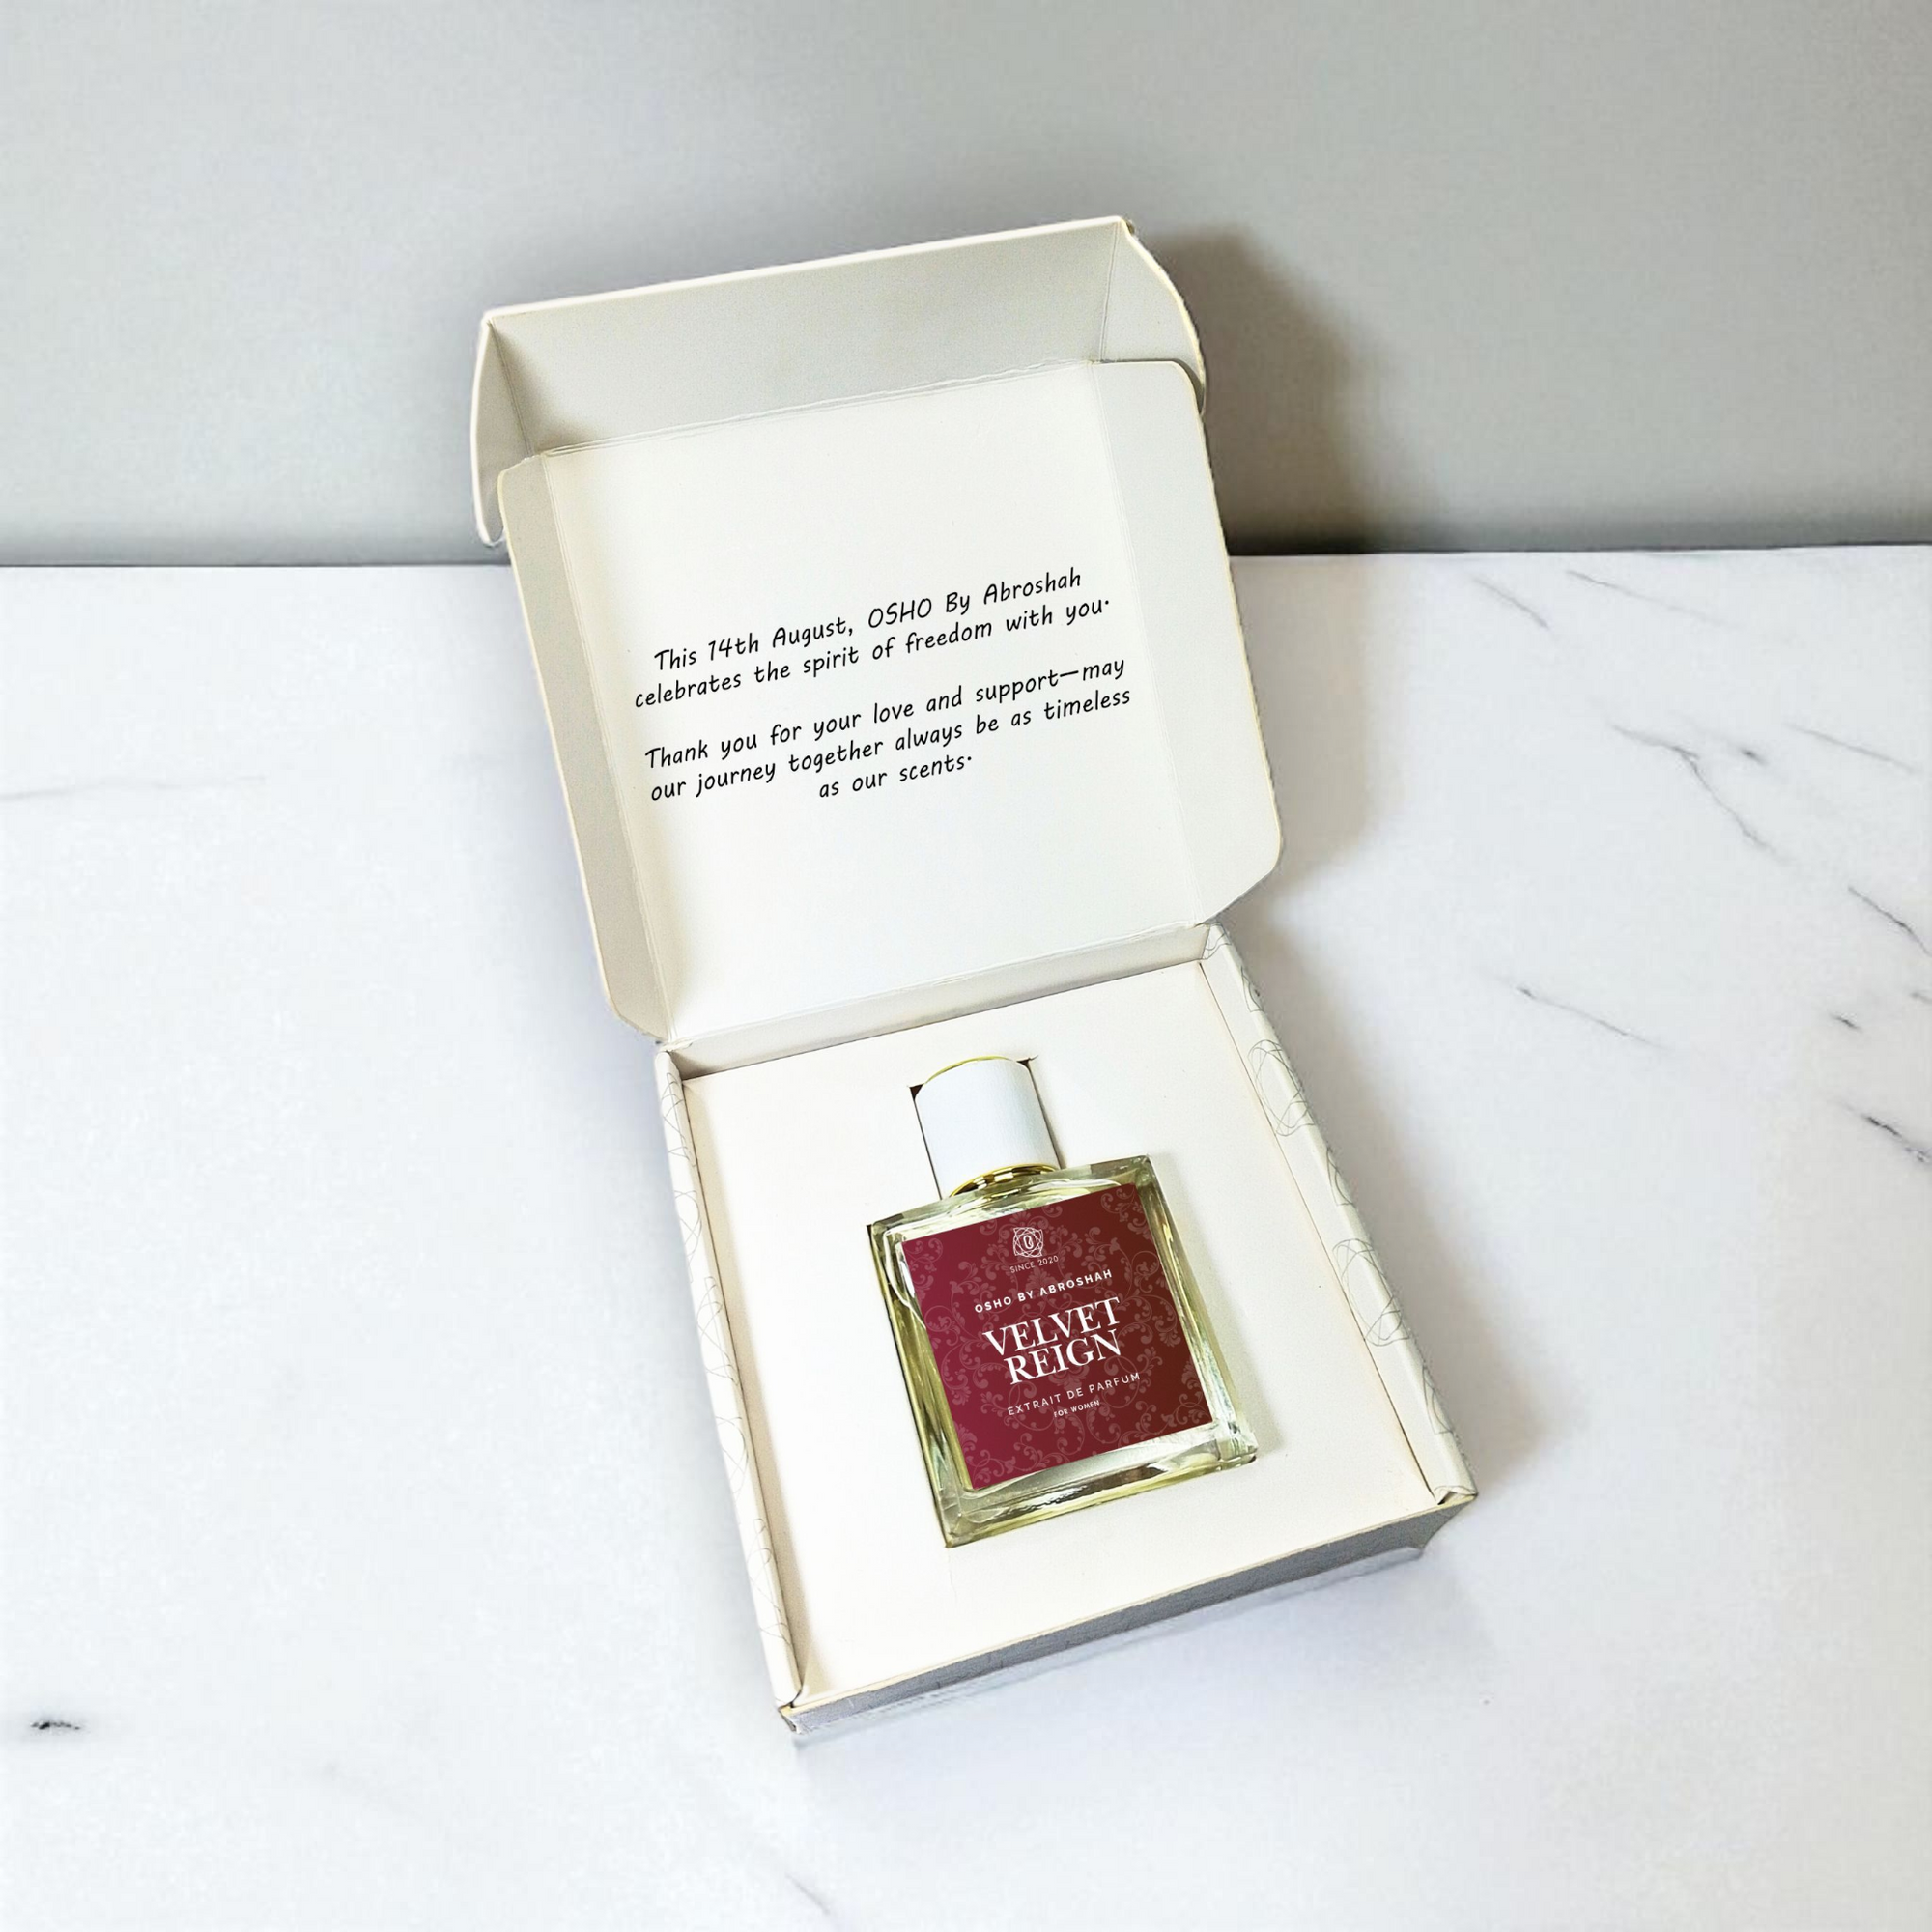 This 14th August, OSHO By Abroshah
celebrates the spirit of freedom with you.
Thank you for your love and support—may
our journey together always be as timeless
as our scents.
SINCE 2020
OSHO BY ABROSHAH
VELVET
REIGN
EXTRAIT DE PARFUM
FOR WOMEN